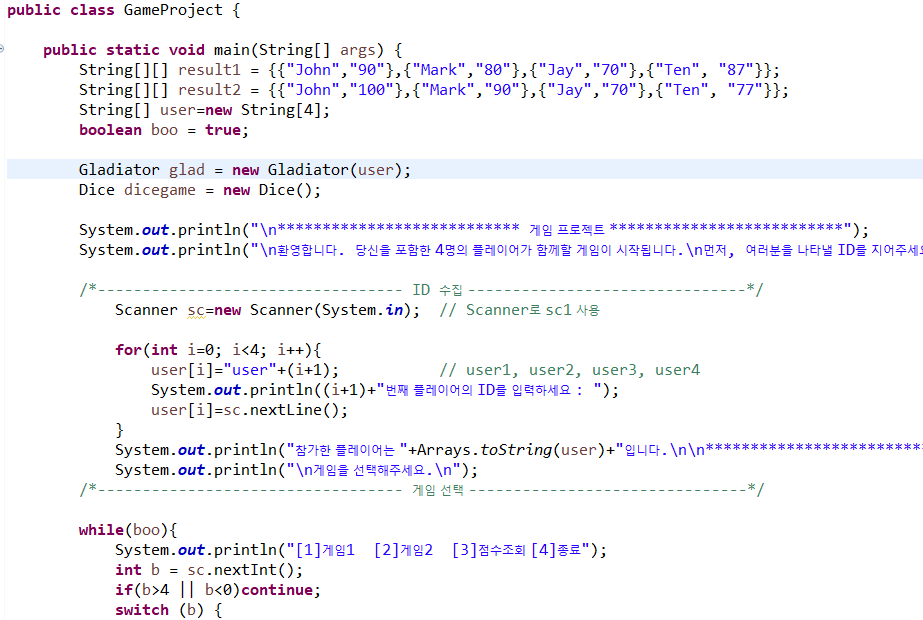 public class GameProject {
public static void main(String[] args) {
String[][] result1 = {{"John","90"},{"Mark","80"},{"Jay","70"},{"Ten", "87"}};
String[][] result2 = {{"John","100"},{"Mark","90"},{"Jay","70"},{"Ten", "77"}};
String[] user=new String[4];
boolean boo = true;
Gladiator glad = new Gladiator(user);
Dice dicegame = new Dice();
System.out.println("\n*************************** 게임 프로젝트 **************************");
System.out.println("\n환영합니다. 당신을 포함한 4명의 플레이어가 함께할 게임이 시작됩니다.\n먼저, 여러분을 나타낼 ID를 지어주세요
/*---------------------------------- ID 수집 -------------------------------*/
Scanner sc=new Scanner(System.in); // Scanner로 sc1 사용
for(int i=0; i<4; i++){
user[i]="user"+(i+1); // user1, user2, user3, user4
System.out.println((i+1)+"번째 플레이어의 ID를 입력하세요 : ");
user[i]=sc.nextLine();
}
System.out.println("참가한 플레이어는 "+Arrays.toString(user)+"입니다.\n\n*************************
System.out.println("\n게임을 선택해주세요.\n");
/*---------------------------------- 게임 선택 -------------------------------*/
while(boo){
System.out.println("[1]게임1 [2]게임2 [3]점수조회 [4]종료");
int b = sc.nextInt();
if(b>4 || b<0)continue;
switch (b) {